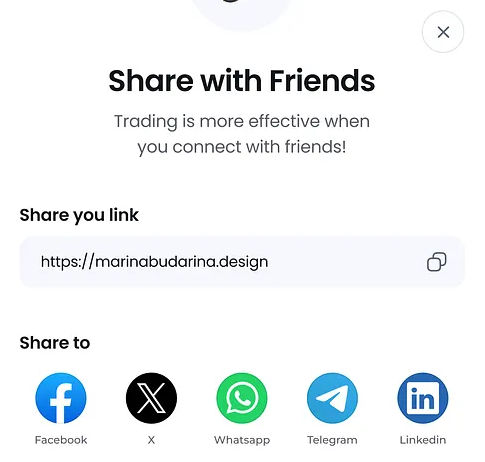 Share with Friends
Trading is more effective when
you connect with friends!
Share you link
https://marinabudarina.design
Share to
Facebook
X
Whatsapp
Telegram
Linkedin